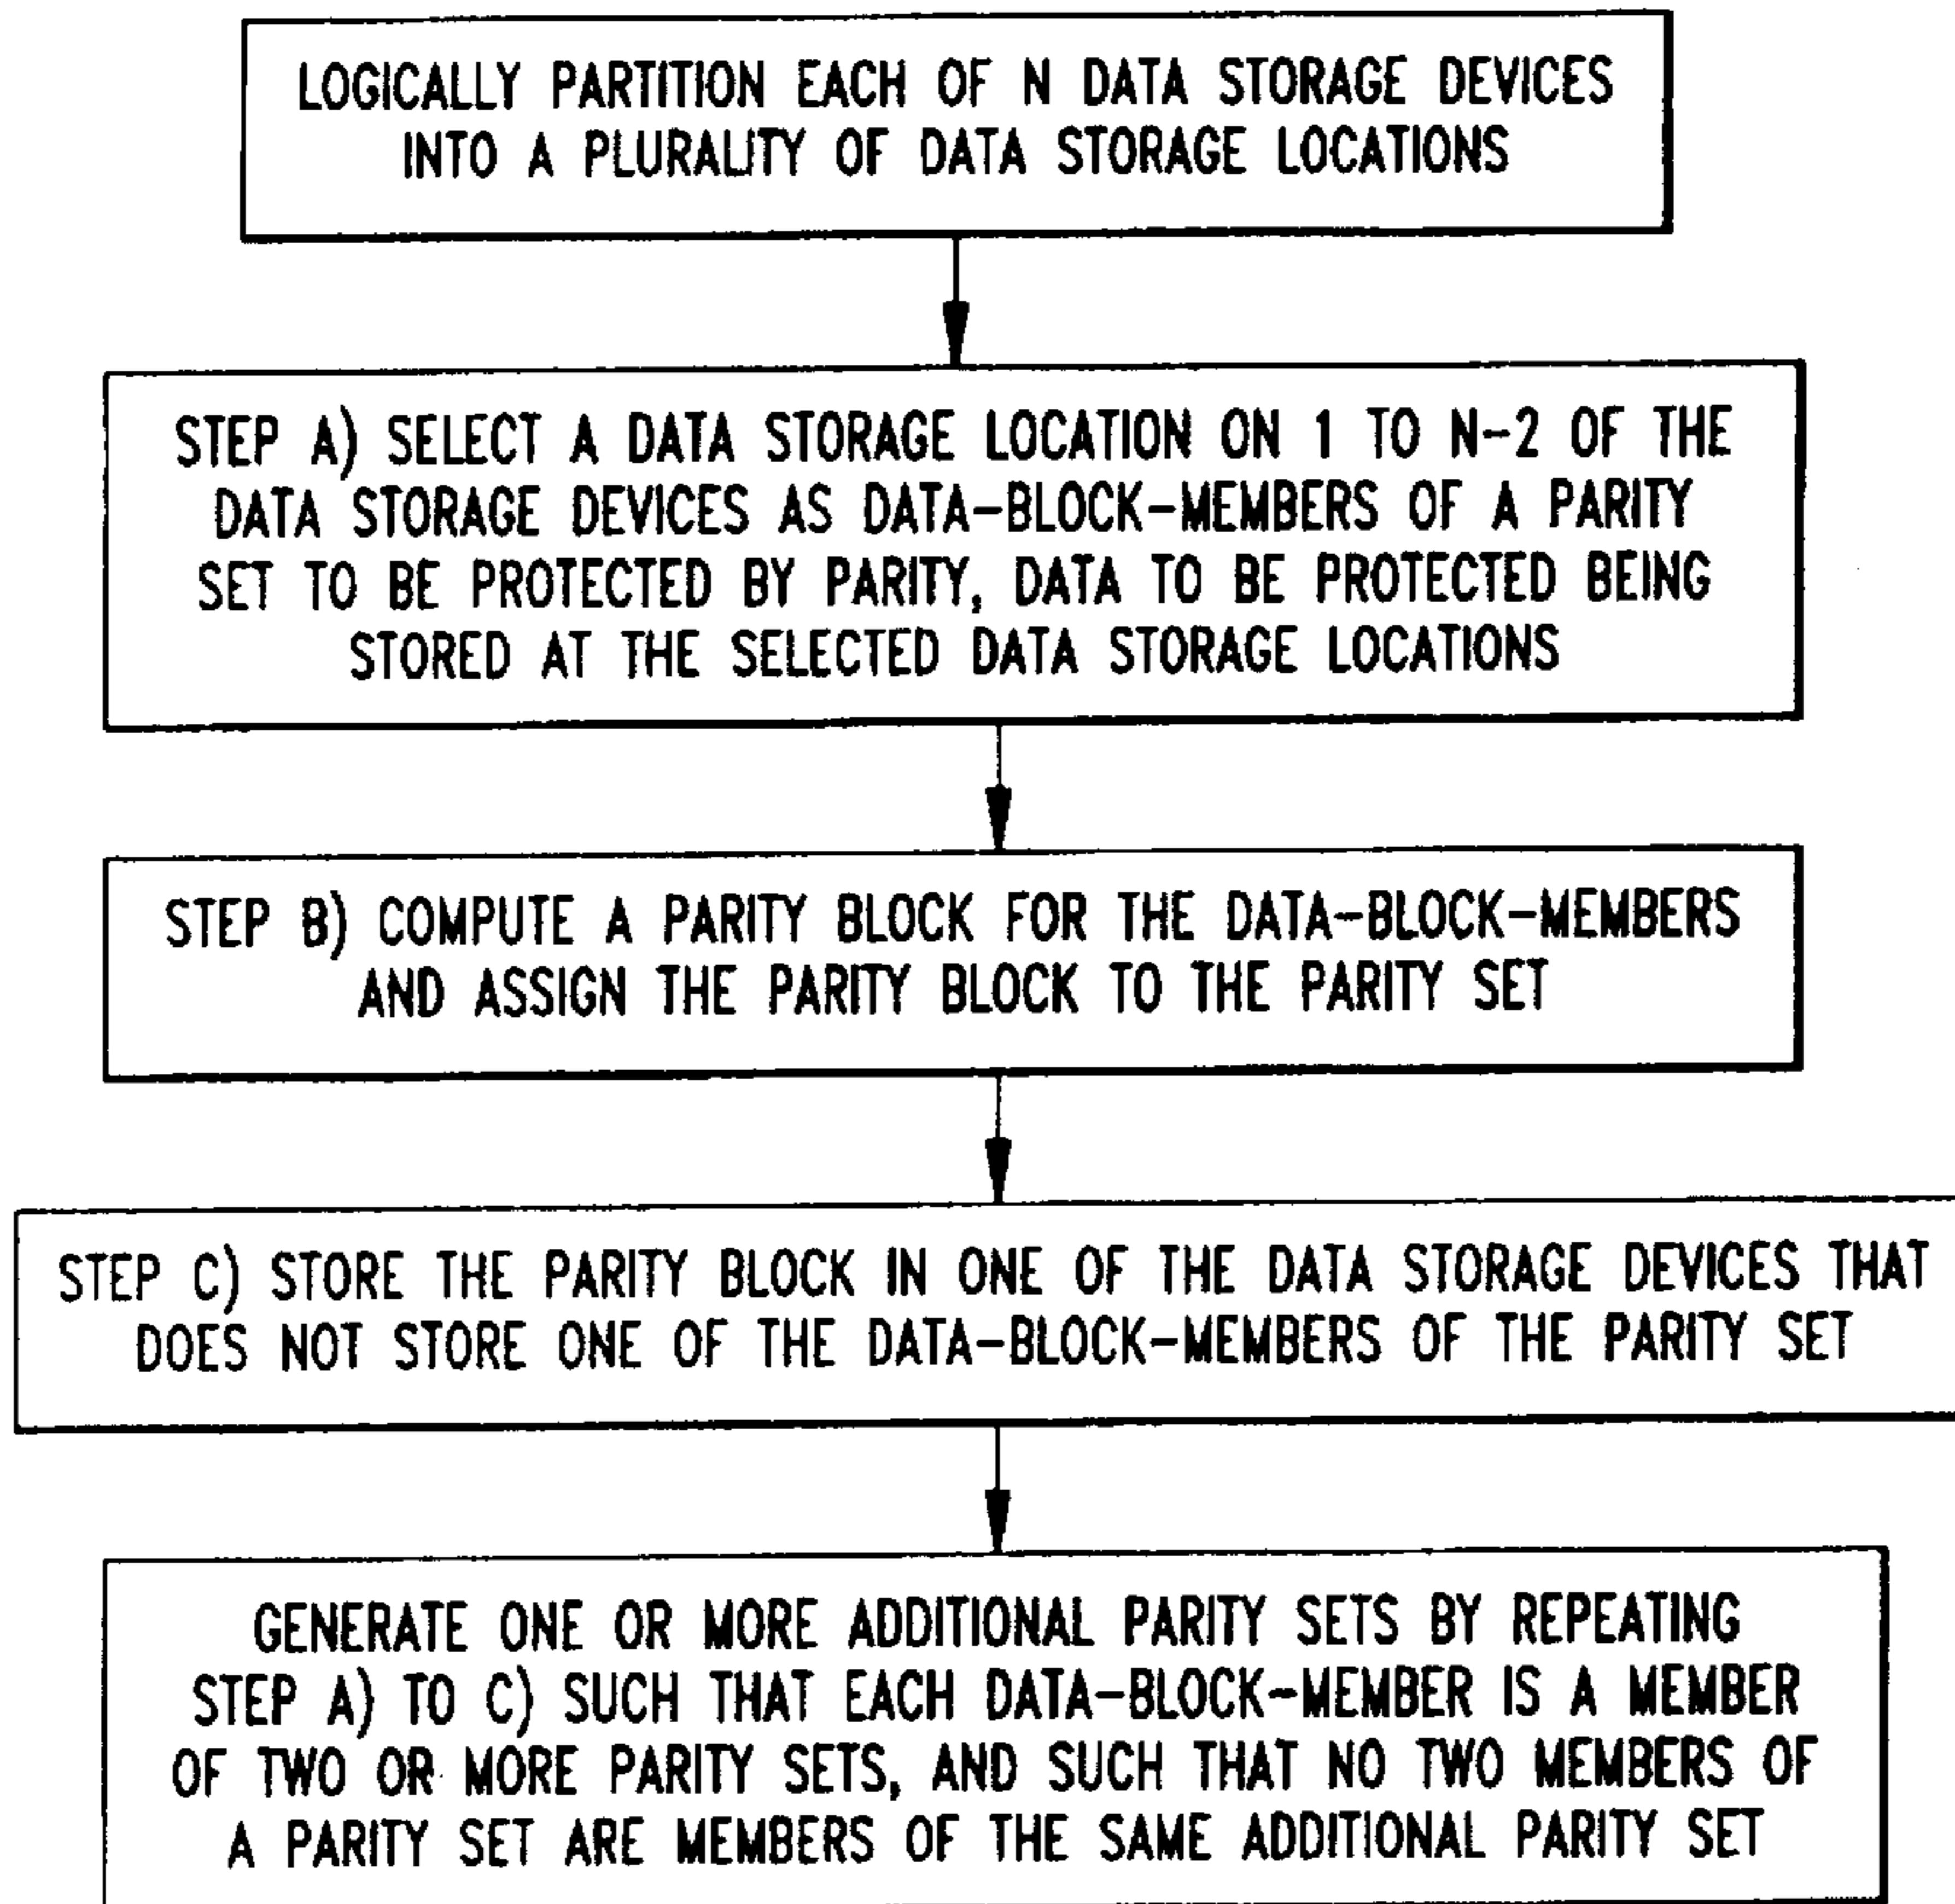 LOGICALLY PARTITION EACH OF N DATA STORAGE DEVICES
INTO A PLURALITY OF DATA STORAGE LOCATIONS
STEP A) SELECT A DATA STORAGE LOCATION ON 1 TO N-2 OF THE
DATA STORAGE DEVICES AS DATA-BLOCK-MEMBERS OF A PARITY
SET TO BE PROTECTED BY PARITY, DATA TO BE PROTECTED BEING
STORED AT THE SELECTED DATA STORAGE LOCATIONS
STEP B) COMPUTE A PARITY BLOCK FOR THE DATA-BLOCK-MEMBERS
AND ASSIGN THE PARITY BLOCK TO THE PARITY SET
STEP C) STORE THE PARITY BLOCK IN ONE OF THE DATA STORAGE DEVICES THAT
DOES NOT STORE ONE OF THE DATA-BLOCK-MEMBERS OF THE PARITY SET
GENERATE ONE OR MORE ADDITIONAL PARITY SETS BY REPEATING
STEP A) TO C) SUCH THAT EACH DATA-BLOCK-MEMBER IS A MEMBER
OF TWO OR MORE PARITY SETS, AND SUCH THAT NO TWO MEMBERS OF
A PARITY SET ARE MEMBERS OF THE SAME ADDITIONAL PARITY SET